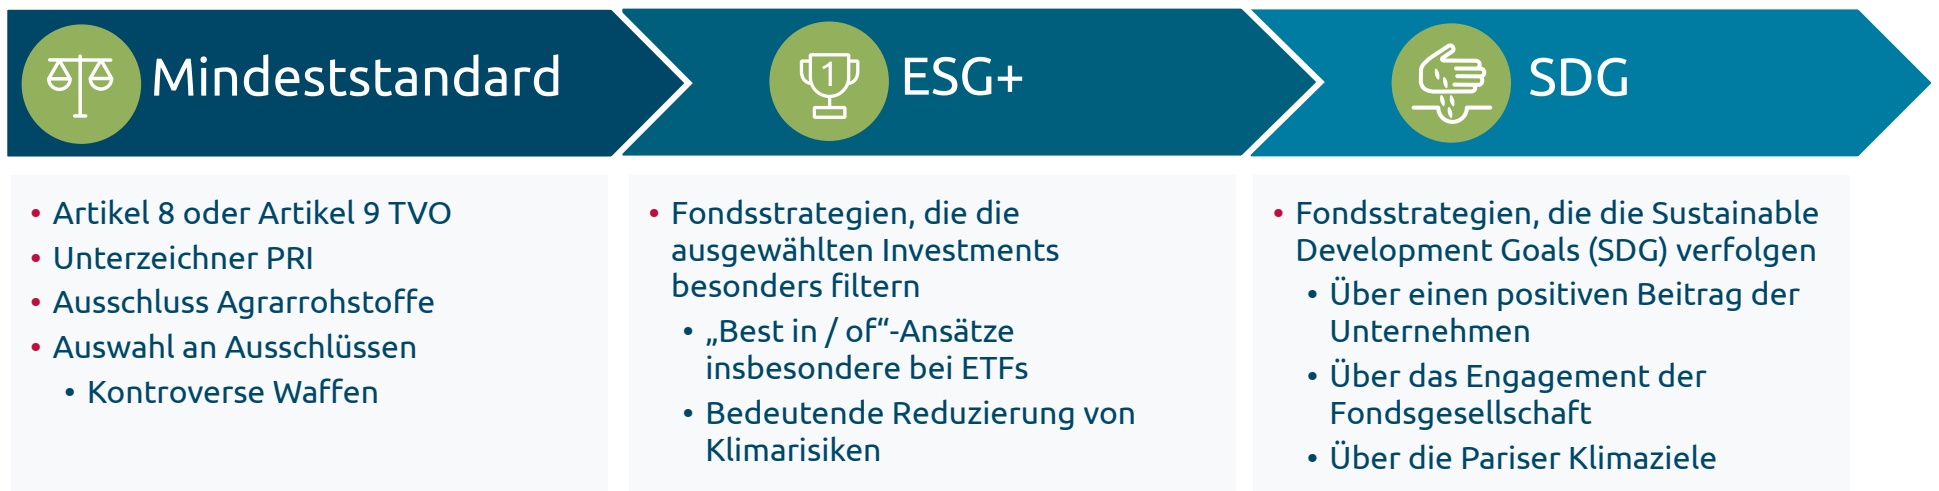 Mindeststandard
• Artikel 8 oder Artikel 9 TVO
• Unterzeichner PRI
• Ausschluss Agrarrohstoffe
• Auswahl an Ausschlüssen
• Kontroverse Waffen
1
ESG+
• Fondsstrategien, die die
ausgewählten Investments
besonders filtern
• „Best in / of“-Ansätze
insbesondere bei ETFs
• Bedeutende Reduzierung von
Klimarisiken
SDG
• Fondsstrategien, die die Sustainable
Development Goals (SDG) verfolgen
• Über einen positiven Beitrag der
Unternehmen
• Über das Engagement der
Fondsgesellschaft
• Über die Pariser Klimaziele